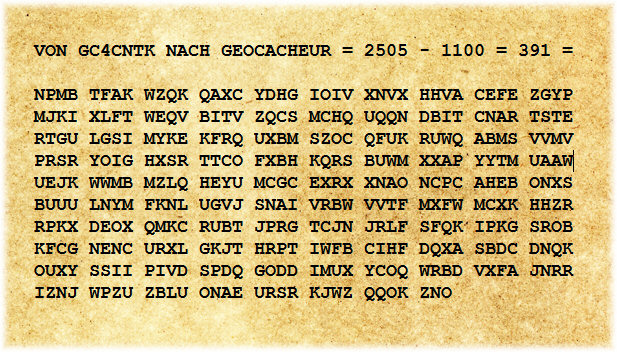 VON GC4CNTK NACH GEOCACHEUR = 2505 - 1100 = 391 =
NPMB TFAK WZQK QAXC YDHG IOIV XNVX HHVA CEFE ZGYP
MJKI XLFT WEQV BITV ZQCS MCHQ UQQN DBIT CNAR TSTE
RTGU LGSI MYKE KFRQ UXBM SZOC QFUK RUWQ ABMS VVMV
PRSR YOIG HXSR TTCO FXBH KQRS BUWM XXAP YYTM UAAW
UEJK WWMB MZLQ HEYU MCGC EXRX XNAO NCPC AHEB ONXS
BUUU LNYM FKNL UGVJ SNAI VRBW VVTF MXFW MCXK HHZR
RPKX DEOX QMKC RUBT JPRG TCJN JRLF SFQK IPKG SROB
KFCG NENC URXL GKJT HRPT IWFB CIHF DQXA SBDC DNQK
OUXY SSII PIVD SPDQ GODD IMUX YCOQ WRBD VXFA JNRR
IZNJ WPZU ZBLU ONAE URSR KJWZ QQOK ZNO